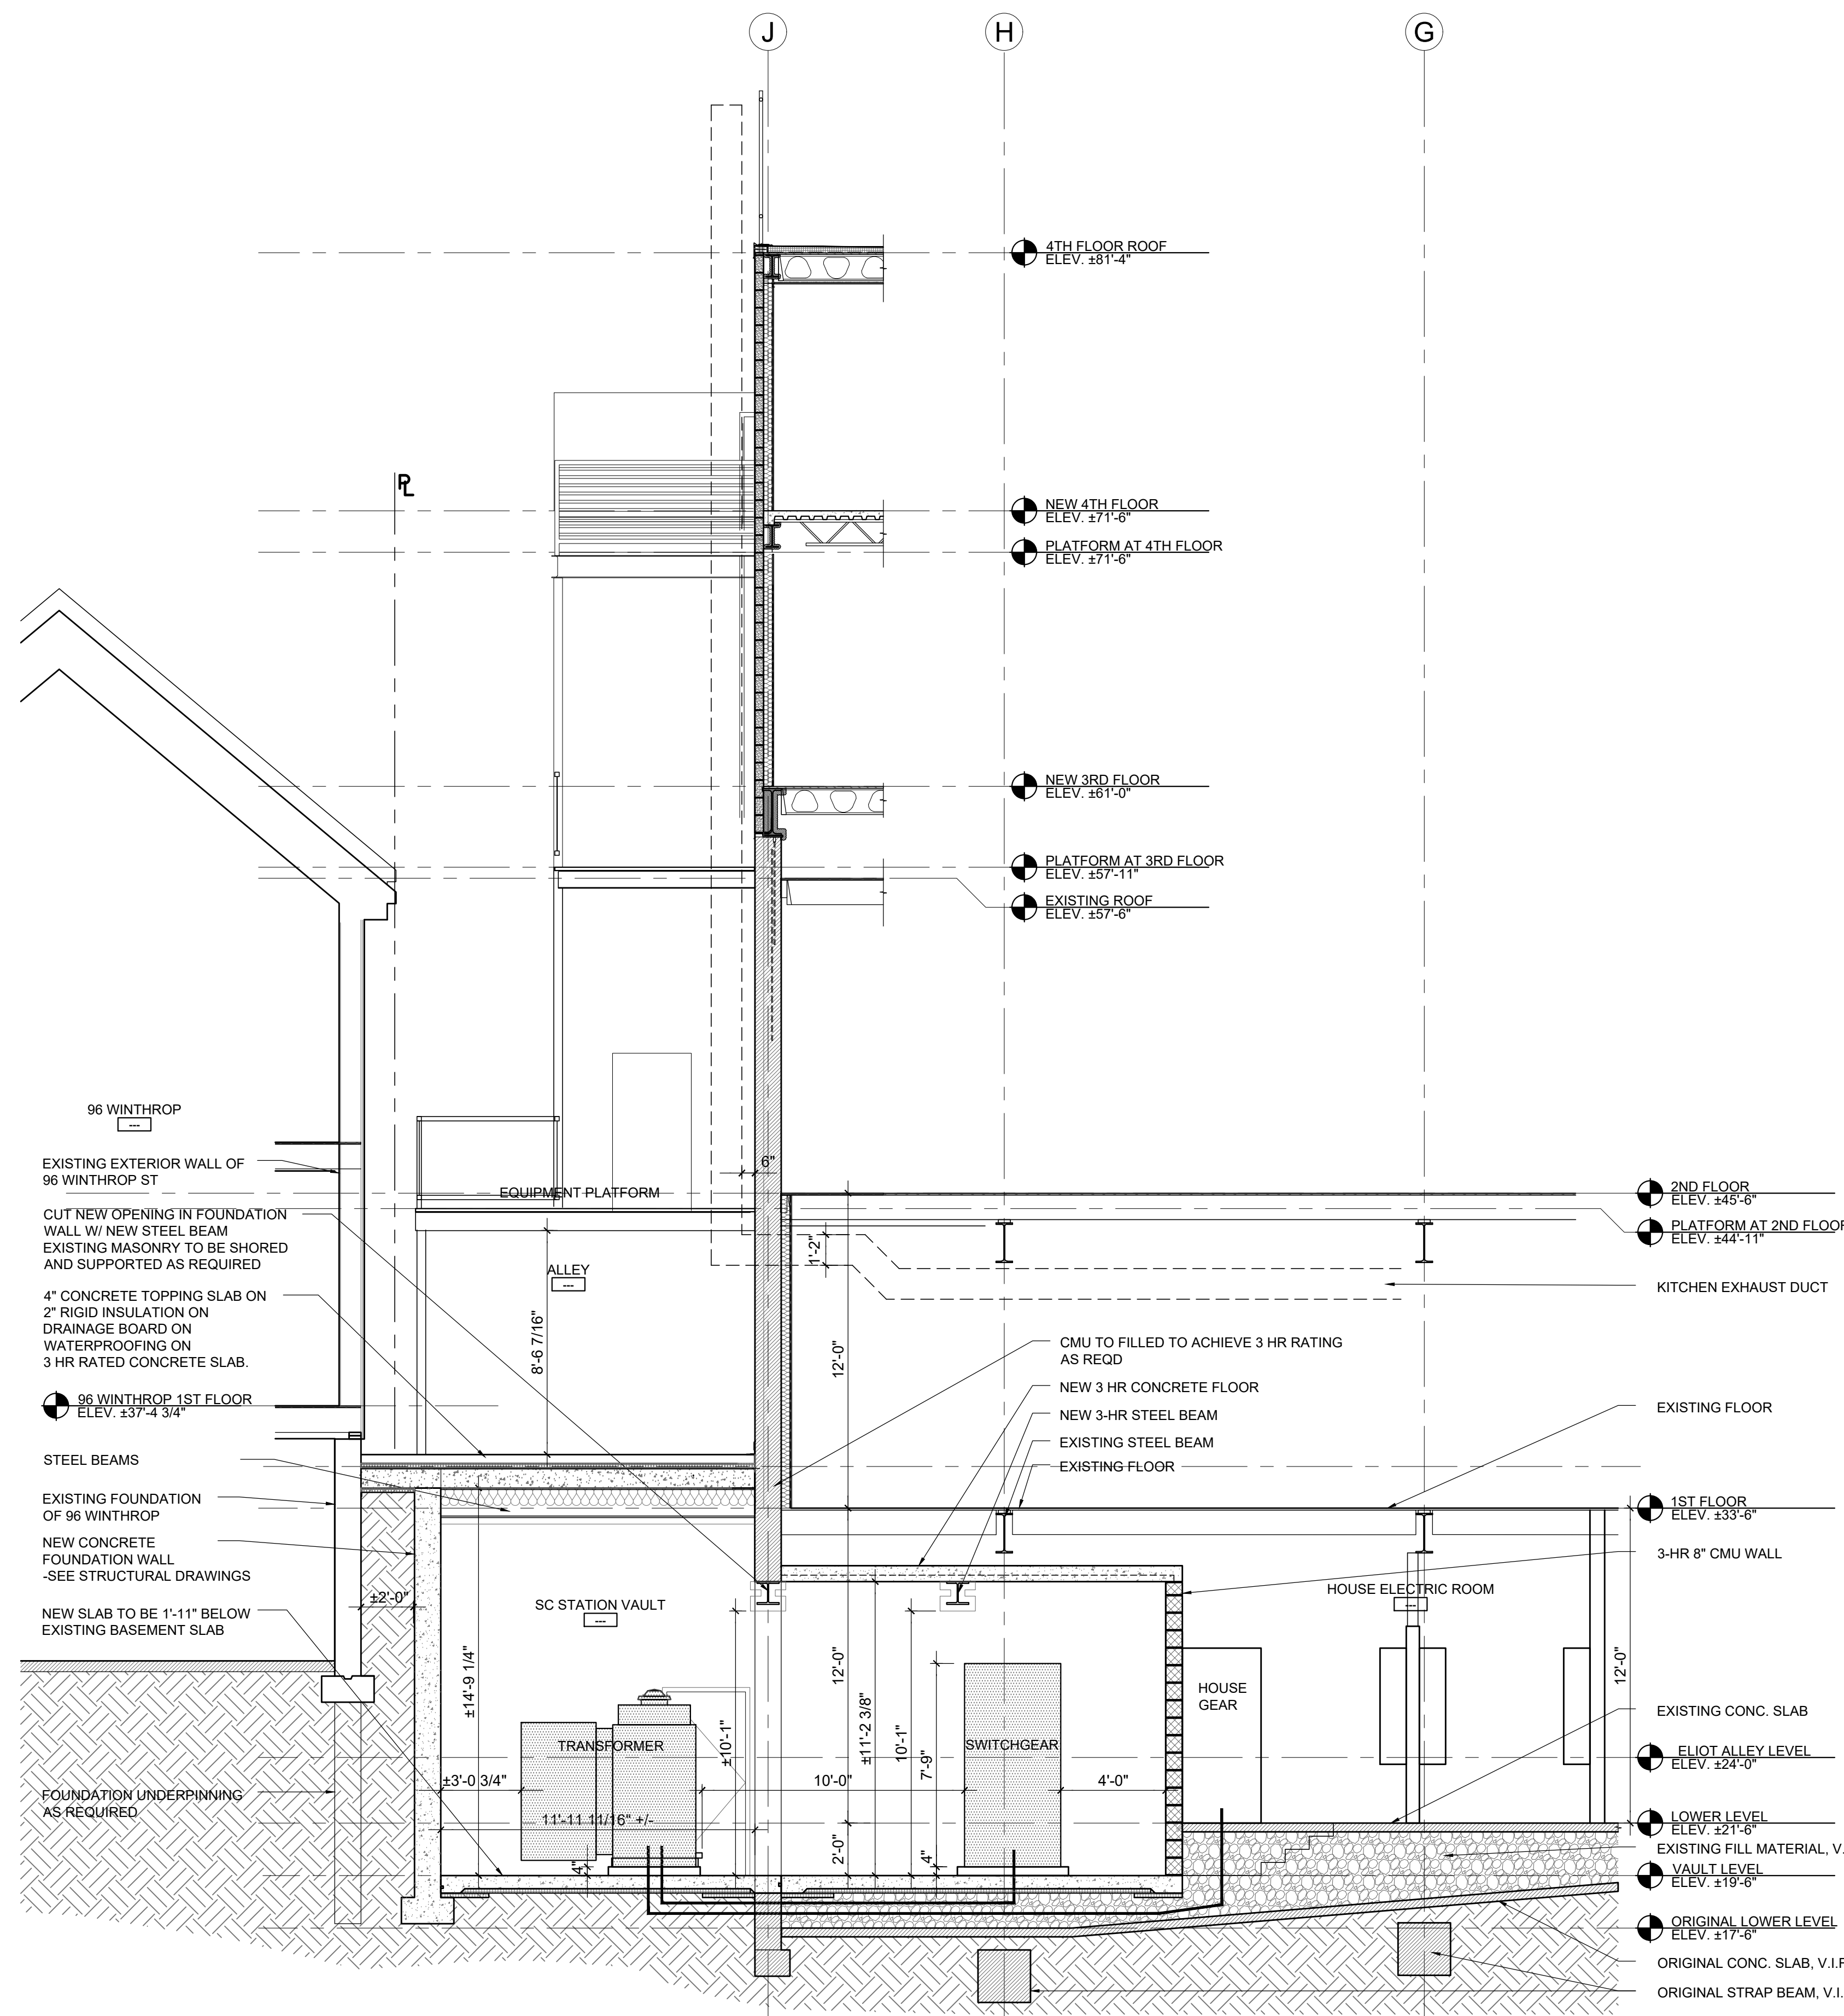 J
H
G
4TH FLOOR ROOF
ELEV. ±81'-4"
NEW 4TH FLOOR
ELEV. ±71'-6"
PLATFORM AT 4TH FLOOR
ELEV. ±71'-6"
PL
NEW 3RD FLOOR
ELEV. ±61'-0"
PLATFORM AT 3RD FLOOR
ELEV. ±57'-11"
EXISTING ROOF
ELEV. ±57'-6"
96 WINTHROP
---
EXISTING EXTERIOR WALL OF
96 WINTHROP ST
CUT NEW OPENING IN FOUNDATION
WALL W/ NEW STEEL BEAM
EXISTING MASONRY TO BE SHORED
AND SUPPORTED AS REQUIRED
4" CONCRETE TOPPING SLAB ON
2" RIGID INSULATION ON
DRAINAGE BOARD ON
WATERPROOFING ON
3 HR RATED CONCRETE SLAB.
96 WINTHROP 1ST FLOOR
ELEV. ±37'-4 3/4"
STEEL BEAMS
EXISTING FOUNDATION
OF 96 WINTHROP
NEW CONCRETE
FOUNDATION WALL
-SEE STRUCTURAL DRAWINGS
NEW SLAB TO BE 1'-11" BELOW
EXISTING BASEMENT SLAB
FOUNDATION UNDERPINNING
AS REQUIRED
6"
EQUIPMENT PLATFORM
ALLEY
---
8'-6 7/16"
1'-2"
12'-0"
2ND FLOOR
ELEV. ±45'-6"
PLATFORM AT 2ND FLOOR
ELEV. ±44'-11"
KITCHEN EXHAUST DUCT
CMU TO FILLED TO ACHIEVE 3 HR RATING
AS REQD
NEW 3 HR CONCRETE FLOOR
NEW 3-HR STEEL BEAM
EXISTING STEEL BEAM
EXISTING FLOOR
EXISTING FLOOR
1ST FLOOR
ELEV. ±33'-6"
3-HR 8" CMU WALL
HOUSE ELECTRIC ROOM
---
SC STATION VAULT
---
±2'-0"
±14'-9 1/4"
TRANSFORMER
±10'-1"
12'-0"
±11'-2 3/8"
10'-1"
7'-9"
SWITCHGEAR
HOUSE
GEAR
12'-0"
±3'-0 3/4"
10'-0"
4'-0"
11'-11 11/16" +/-
4"
2'-0"
4"
EXISTING CONC. SLAB
ELIOT ALLEY LEVEL
ELEV. ±24'-0"
LOWER LEVEL
ELEV. ±21'-6"
EXISTING FILL MATERIAL, V.
VAULT LEVEL
ELEV. ±19'-6"
ORIGINAL LOWER LEVEL
ELEV. ±17'-6"
ORIGINAL CONC. SLAB, V.I.F
ORIGINAL STRAP BEAM, V.I.